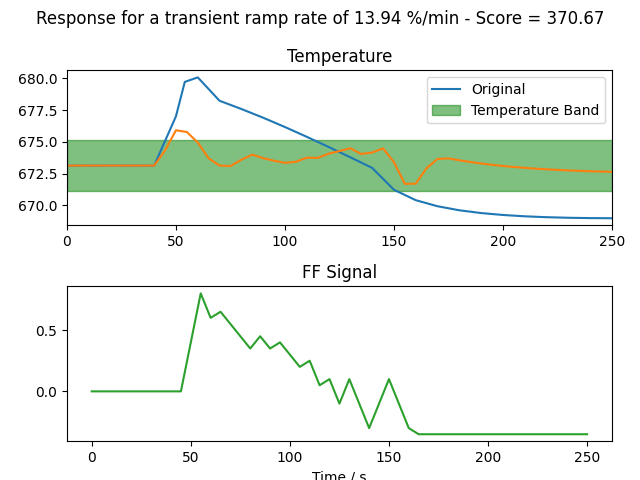 Response for a transient ramp rate of 13.94 %/min - Score = 370.67
Temperature
680.0
677.5
675.0
672.5
670.0
Original
Temperature Band
0 50 100 150 200 250
FF Signal
0.5
0.0
0 50 100 150 200 250
Time / s